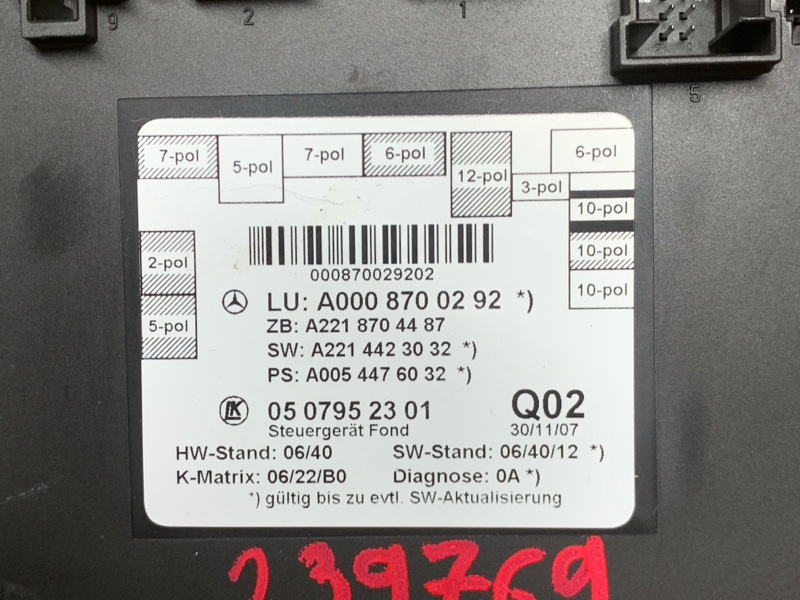 9
2
1
5
7-pol
5-pol
7-pol
6-pol
12-pol
3-pol
6-pol
10-pol
10-pol
10-pol
2-pol
5-pol
000870029202
LU: A000 870 02 92 *)
ZB: A221 870 44 87
SW: A221 442 30 32 *)
PS: A005 447 60 32 *)
LK 05 0795 23 01 Q02
Steuergerät Fond 30/11/07
HW-Stand: 06/40 SW-Stand: 06/40/12 *)
K-Matrix: 06/22/B0 Diagnose: 0A *)
*) gültig bis zu evtl. SW-Aktualisierung
239769